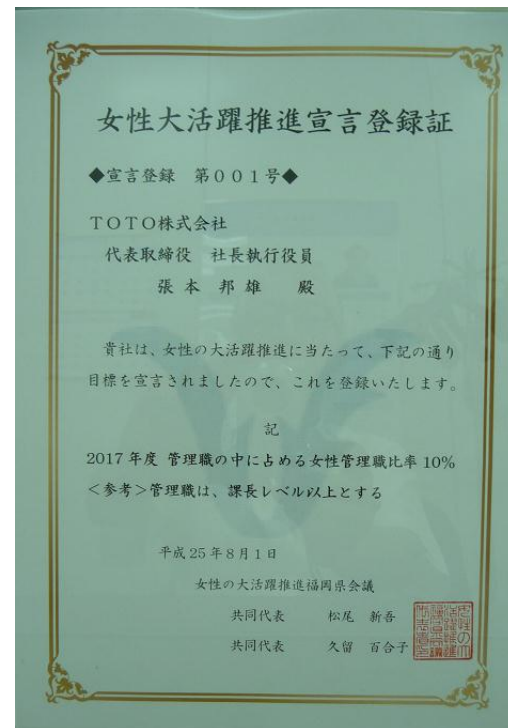 女性大活躍推進宣言登録証
◆宣言登録 第001号◆
TOTO株式会社
代表取締役 社長執行役員
張本邦雄 殿
貴社は、女性の大活躍推進に当たって、下記の通り
目標を宣言されましたので、これを登録いたします。
記
2017年度 管理職の中に占める女性管理職比率10%
<参考>管理職は、課長レベル以上とする
平成25年8月1日
女性の大活躍推進福岡県会議
共同代表 松尾 新吾
共同代表 久留 百合子